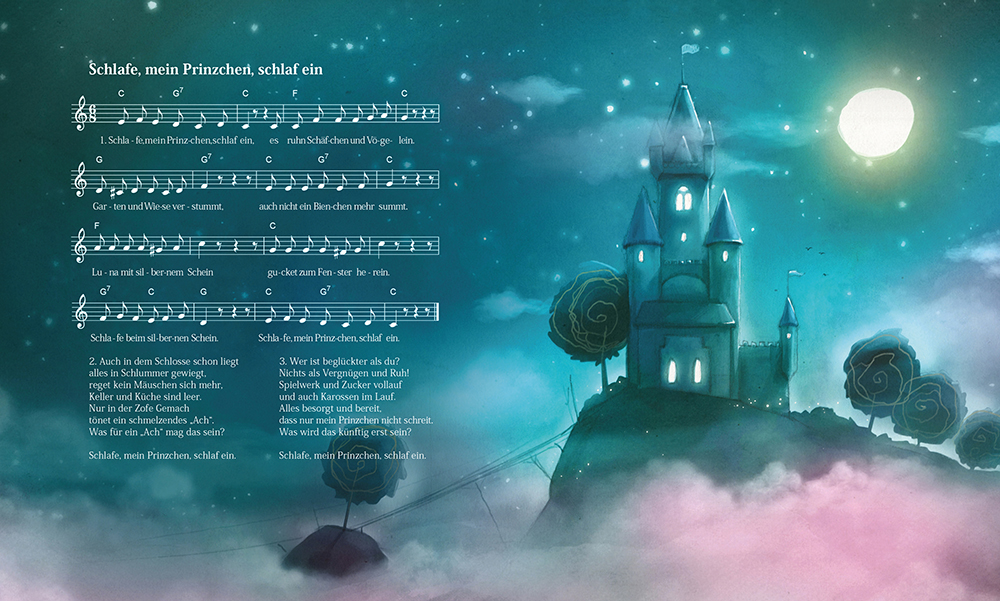 Schlafe, mein Prinzchen, schlaf ein
C G7 C F C
6 8
1. Schla - fe, mein Prinz-chen, schlaf ein, es ruhn Schäf-chen und Vö-ge- lein.
G G7 C G7 C
Gar - ten und Wie-se ver - stummt, auch nicht ein Bien-chen mehr summt.
F C
Lu - na mit sil - ber-nem Schein gu-cket zum Fen - ster he - rein.
G7 C G C G7 C
Schla-fe beim sil-ber-nen Schein. Schla-fe, mein Prinz-chen, schlaf ein.
2. Auch in dem Schlosse schon liegt
alles in Schlummer gewiegt,
reget kein Mäuschen sich mehr,
Keller und Küche sind leer.
Nur in der Zofe Gemach
tönet ein schmelzendes „Ach“.
Was für ein „Ach“ mag das sein?
Schlafe, mein Prinzchen, schlaf ein.
3. Wer ist beglückter als du?
Nichts als Vergnügen und Ruh!
Spielwerk und Zucker vollauf
und auch Karossen im Lauf.
Alles besorgt und bereit,
dass nur mein Prinzchen nicht schreit.
Was wird das künftig erst sein?
Schlafe, mein Prinzchen, schlaf ein.